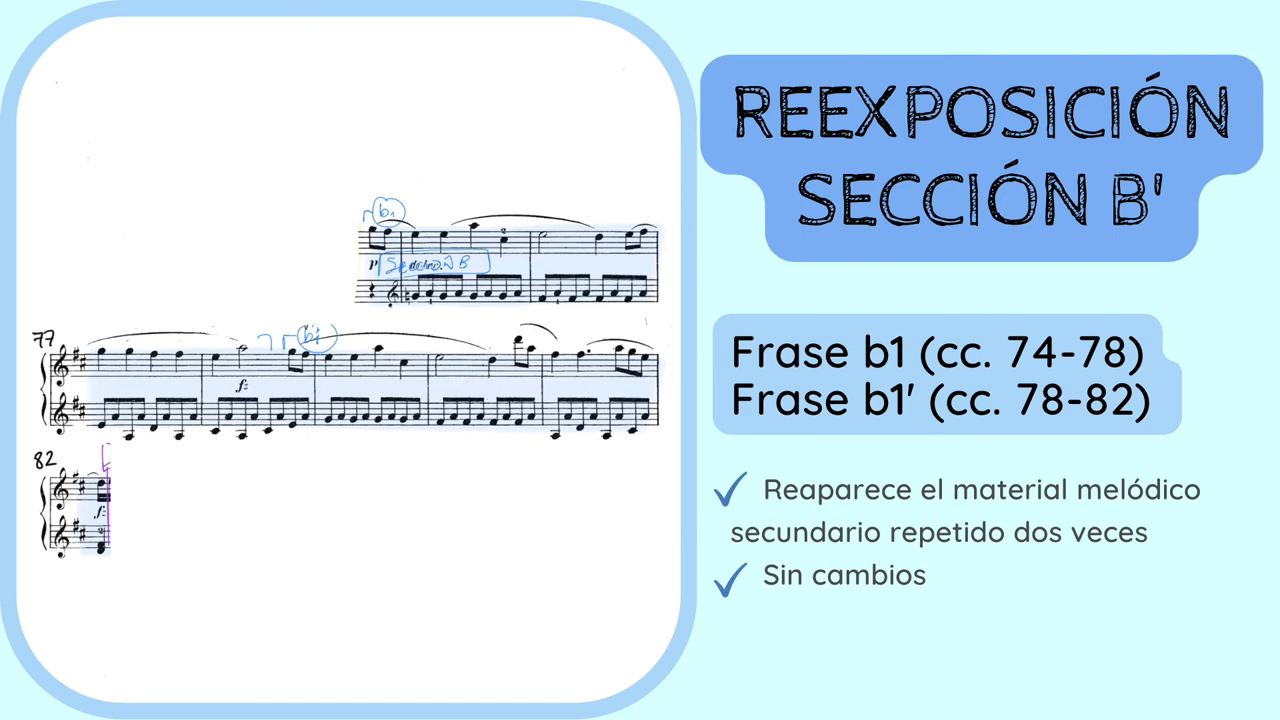 REEXPOSICIÓN
SECCIÓN B'
b1
p
77
b1'
f
82
f
Frase b1 (cc. 74-78)
Frase b1' (cc. 78-82)
Reaparece el material melódico
secundario repetido dos veces
Sin cambios